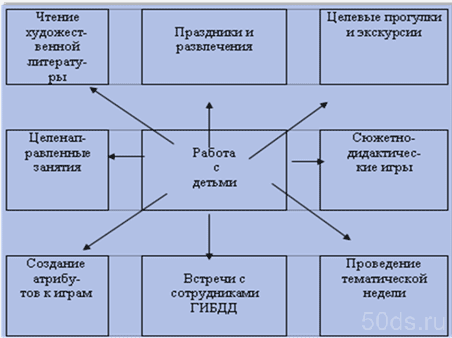 Чтение
художест-
венной
литерату-
ры
Праздники и
развлечения
Целевые прогулки
и экскурсии
Целенап-
равленные
занятия
Работа
с
детьми
Сюжетно-
дидактичес-
кие игры
Создание
атрибу-
тов к играм
Встречи с
сотрудниками
ГИБДД
Проведение
тематической
недели
50ds.ru